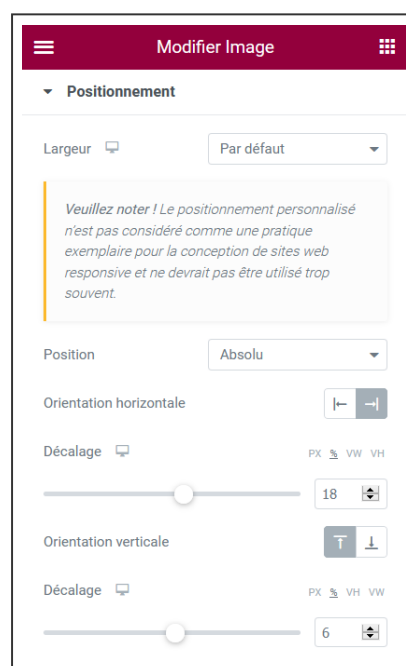 Modifier Image
Positionnement
Largeur Par défaut
Veuillez noter ! Le positionnement personnalisé
n'est pas considéré comme une pratique
exemplaire pour la conception de sites web
responsive et ne devrait pas être utilisé trop
souvent.
Position Absolu
Orientation horizontale
Décalage PX % VW VH
18
Orientation verticale
Décalage PX % VH VW
6